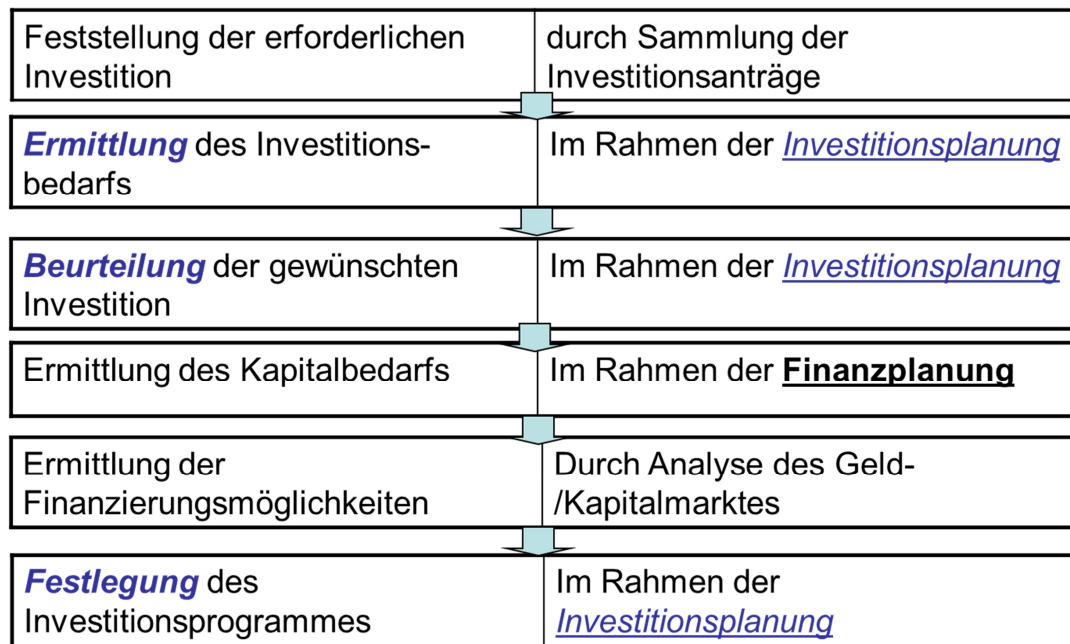 Feststellung der erforderlichen
Investition
durch Sammlung der
Investitionsanträge
Ermittlung des Investitions-
bedarfs
Im Rahmen der Investitionsplanung
Beurteilung der gewünschten
Investition
Im Rahmen der Investitionsplanung
Ermittlung des Kapitalbedarfs
Im Rahmen der Finanzplanung
Ermittlung der
Finanzierungsmöglichkeiten
Durch Analyse des Geld-
/Kapitalmarktes
Festlegung des
Investitionsprogrammes
Im Rahmen der
Investitionsplanung